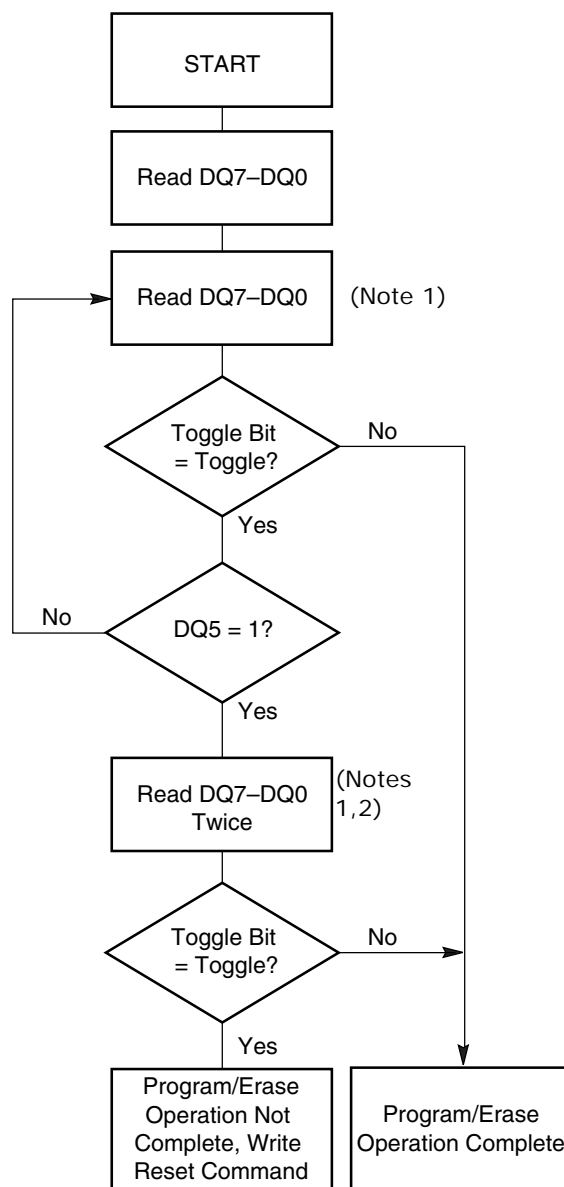 START
Read DQ7–DQ0
Read DQ7–DQ0
(Note 1)
Toggle Bit
= Toggle?
No
Yes
No
DQ5 = 1?
Yes
Read DQ7–DQ0
Twice
(Notes
1,2)
Toggle Bit
= Toggle?
No
Yes
Program/Erase
Operation Not
Complete, Write
Reset Command
Program/Erase
Operation Complete